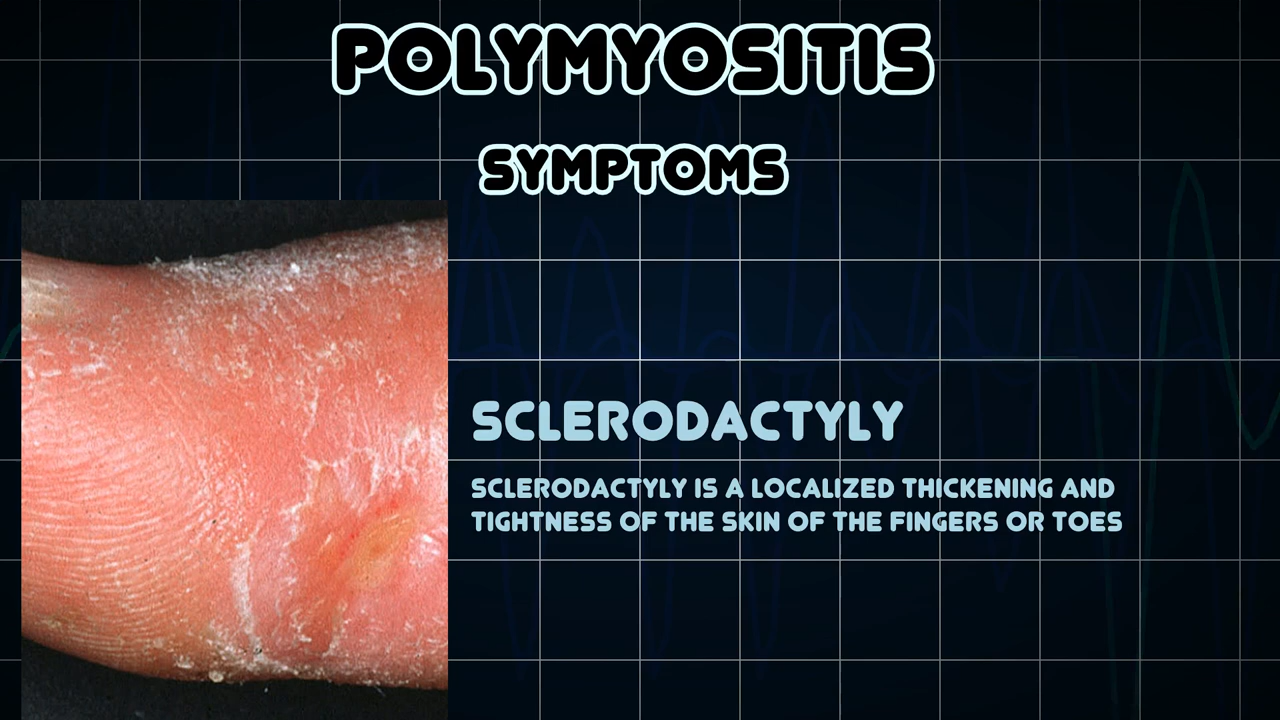 POLYMYOSITIS
SYMPTOMS
SCLERODACTYLY
SCLERODACTYLY IS A LOCALIZED THICKENING AND
TIGHTNESS OF THE SKIN OF THE FINGERS OR TOES